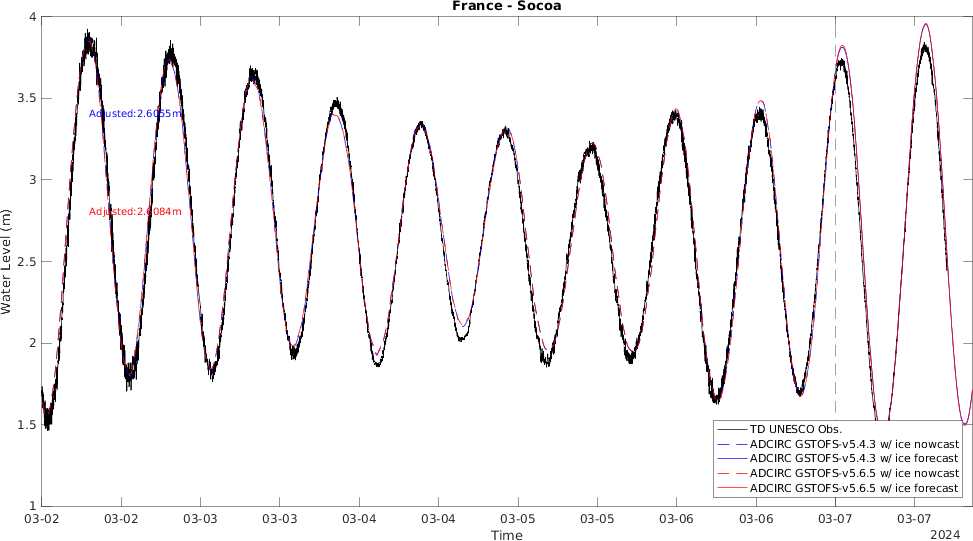 France - Socoa
4
3.5
3
2.5
2
1.5
1
Water Level (m)
Adjusted:2.6055m
Adjusted:2.6084m
TD UNESCO Obs.
ADCIRC GSTOFS-v5.4.3 w/ ice nowcast
ADCIRC GSTOFS-v5.4.3 w/ ice forecast
ADCIRC GSTOFS-v5.6.5 w/ ice nowcast
ADCIRC GSTOFS-v5.6.5 w/ ice forecast
03-02 03-02 03-03 03-03 03-04 03-04 03-05 03-05 03-06 03-06 03-07 03-07
Time
2024